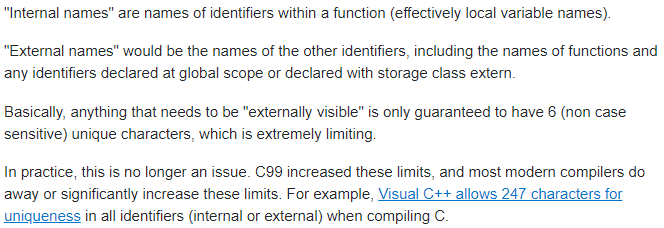 "Internal names" are names of identifiers within a function (effectively local variable names).
"External names" would be the names of the other identifiers, including the names of functions and
any identifiers declared at global scope or declared with storage class extern.
Basically, anything that needs to be "externally visible" is only guaranteed to have 6 (non case
sensitive) unique characters, which is extremely limiting.
In practice, this is no longer an issue. C99 increased these limits, and most modern compilers do
away or significantly increase these limits. For example, Visual C++ allows 247 characters for
uniqueness in all identifiers (internal or external) when compiling C.